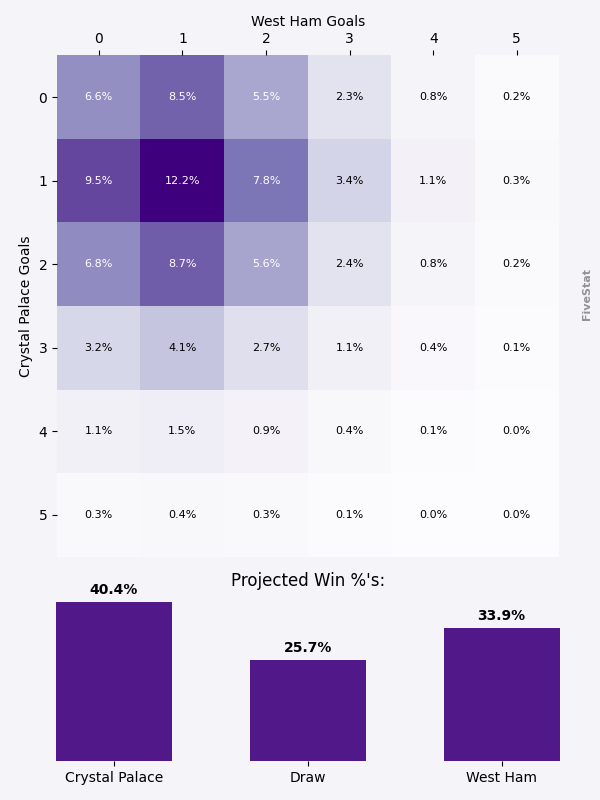 West Ham Goals
0 1 2 3 4 5
Crystal Palace Goals
0 6.6% 8.5% 5.5% 2.3% 0.8% 0.2%
1 9.5% 12.2% 7.8% 3.4% 1.1% 0.3%
2 6.8% 8.7% 5.6% 2.4% 0.8% 0.2%
3 3.2% 4.1% 2.7% 1.1% 0.4% 0.1%
4 1.1% 1.5% 0.9% 0.4% 0.1% 0.0%
5 0.3% 0.4% 0.3% 0.1% 0.0% 0.0%
FiveStat
Projected Win %'s:
40.4% 25.7% 33.9%
Crystal Palace Draw West Ham